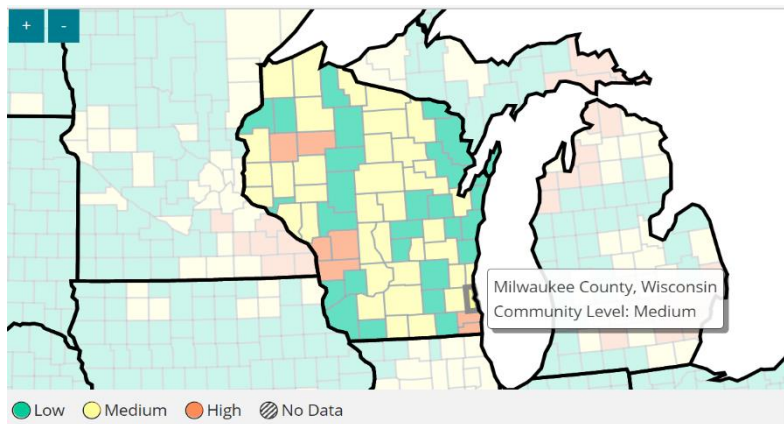 + -
Milwaukee County, Wisconsin
Community Level: Medium
Low Medium High No Data